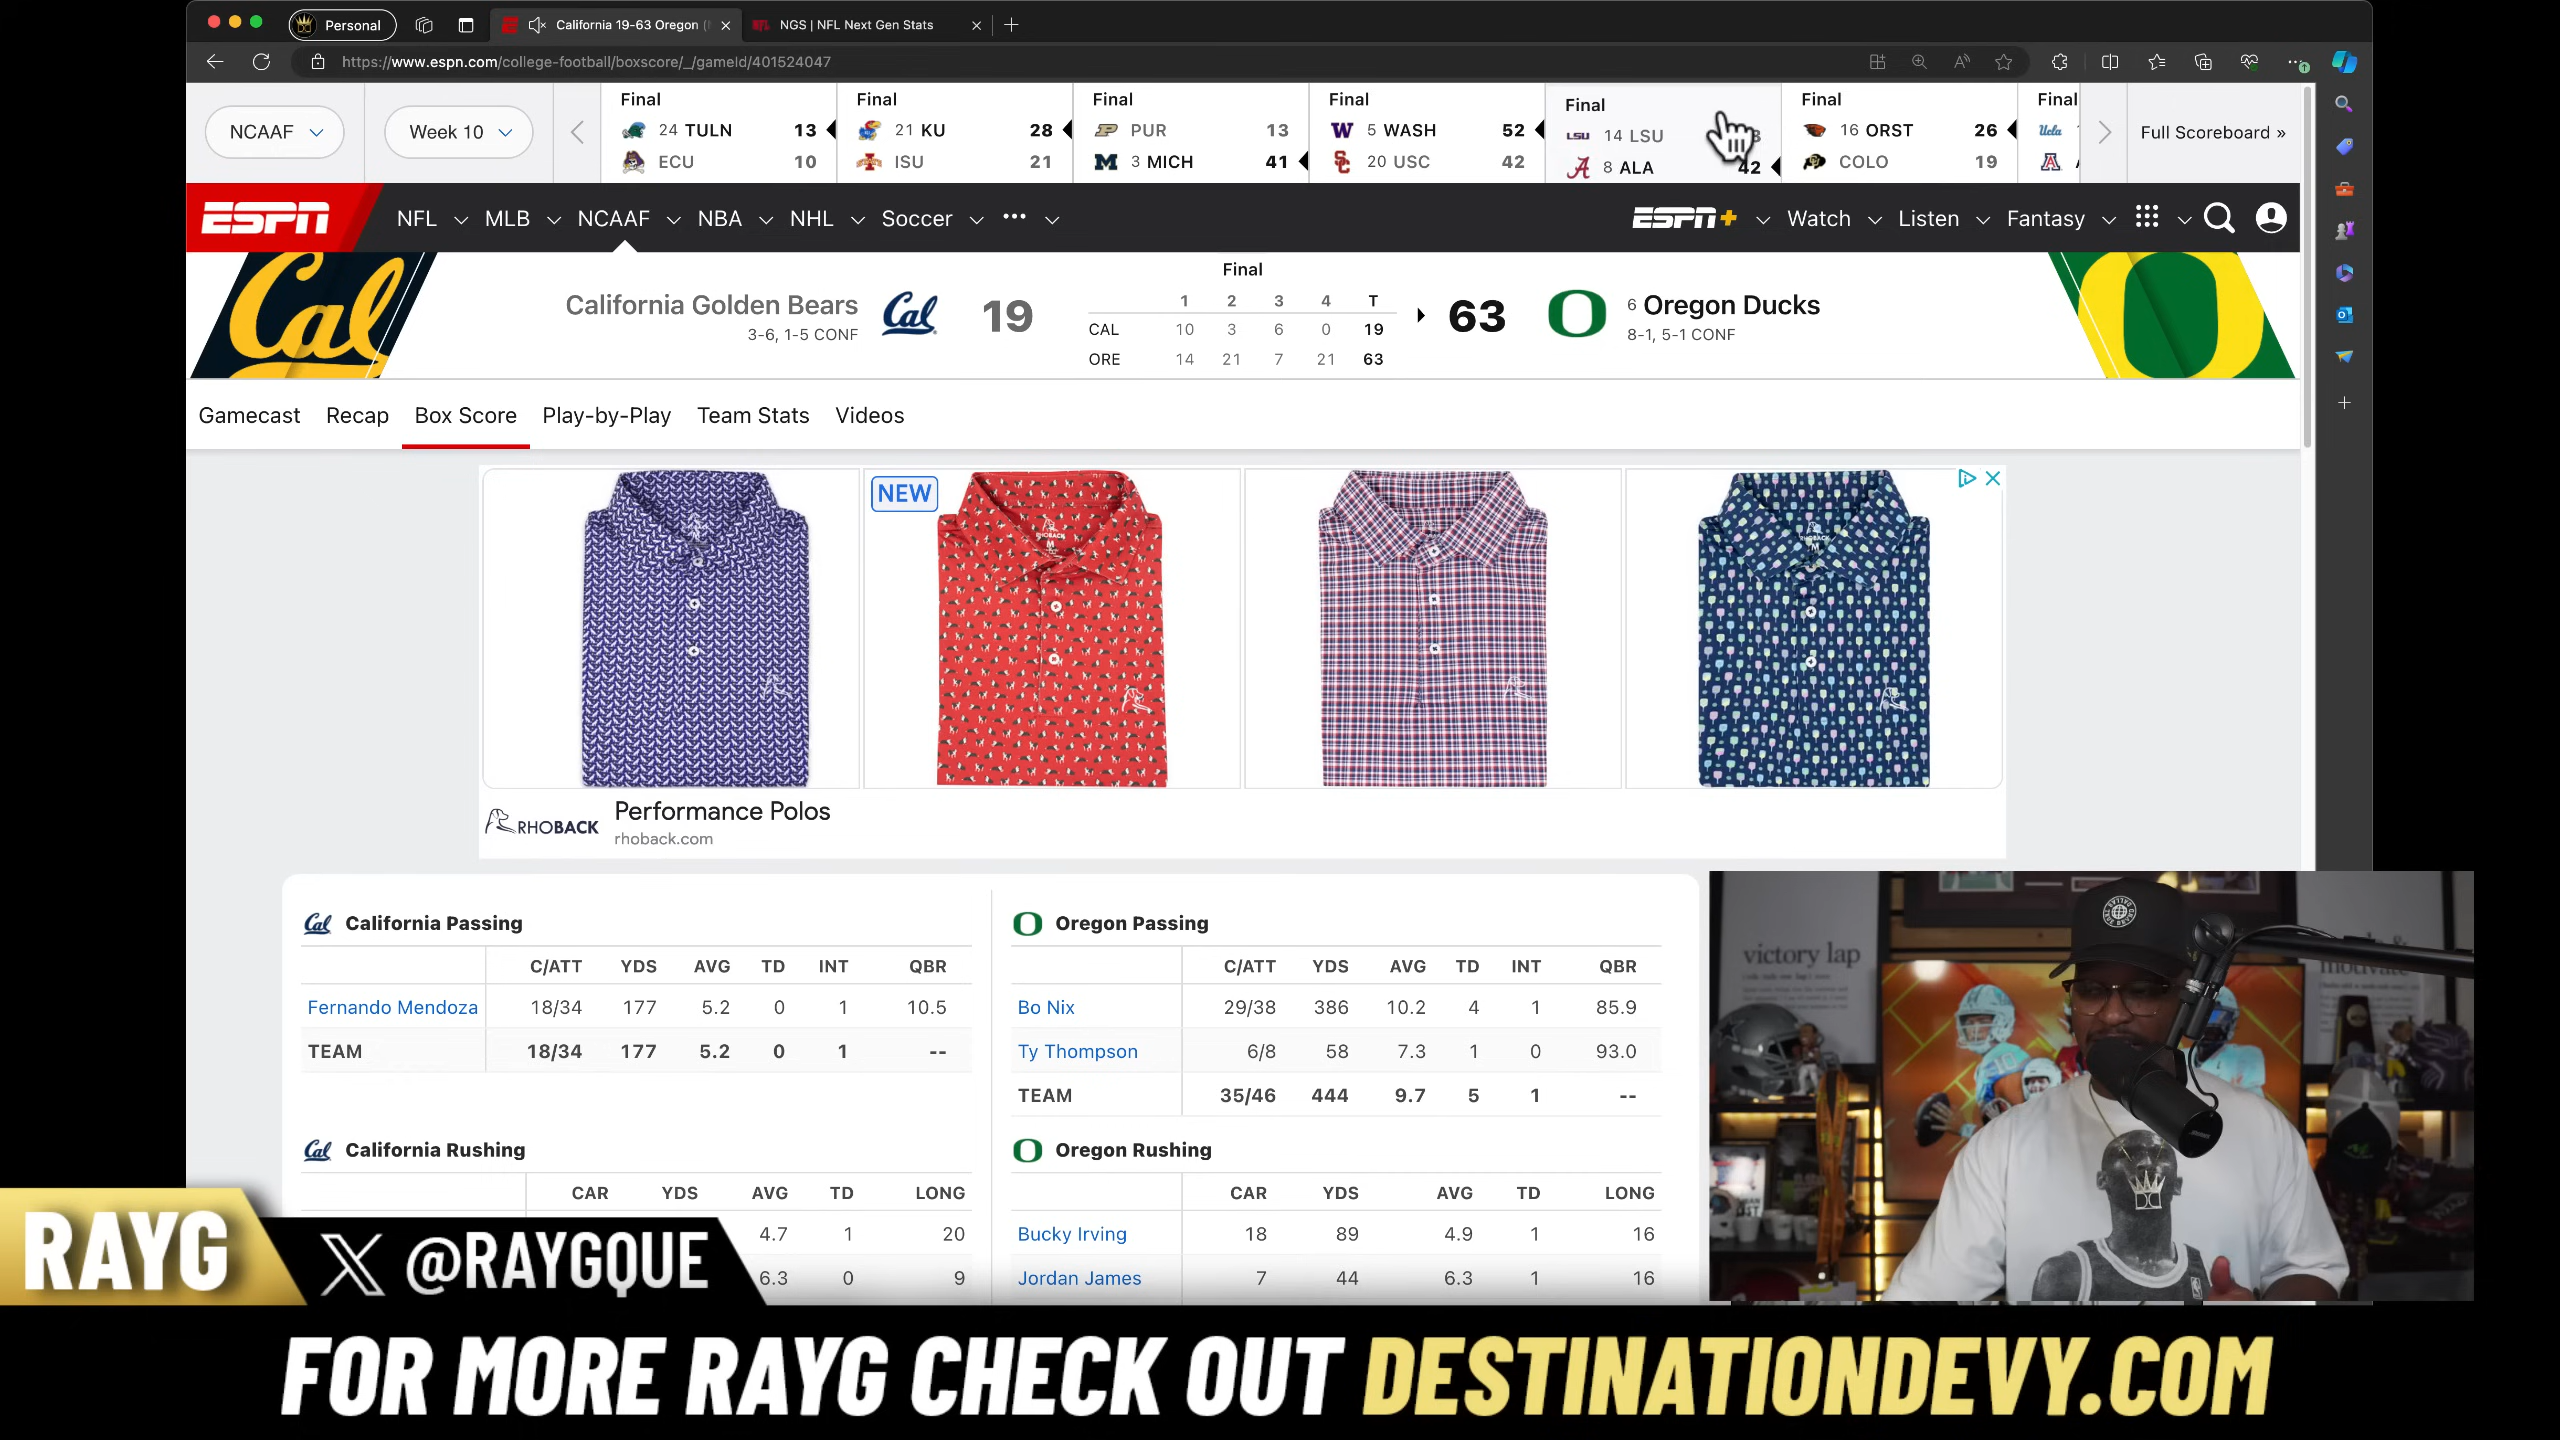 Personal
California 19-63 Oregon (
NGS | NFL Next Gen Stats
https://www.espn.com/college-football/boxscore/_/gameId/401524047
NCAAF
Week 10
Final
24 TULN 13
ECU 10
Final
21 KU 28
ISU 21
Final
PUR 13
3 MICH 41
Final
5 WASH 52
20 USC 42
Final
14 LSU
8 ALA 42
Final
16 ORST 26
COLO 19
Final
Ucla
Full Scoreboard »
ESPN NFL MLB NCAAF NBA NHL Soccer ••• ESPN+ Watch Listen Fantasy
Cal
California Golden Bears
3-6, 1-5 CONF
Cal
19
Final
1 2 3 4 T
CAL 10 3 6 0 19
ORE 14 21 7 21 63
63
6 Oregon Ducks
8-1, 5-1 CONF
Gamecast Recap Box Score Play-by-Play Team Stats Videos
NEW
RHOBACK
Performance Polos
rhoback.com
Cal California Passing
C/ATT YDS AVG TD INT QBR
Fernando Mendoza 18/34 177 5.2 0 1 10.5
TEAM 18/34 177 5.2 0 1 --
Oregon Passing
C/ATT YDS AVG TD INT QBR
Bo Nix 29/38 386 10.2 4 1 85.9
Ty Thompson 6/8 58 7.3 1 0 93.0
TEAM 35/46 444 9.7 5 1 --
Cal California Rushing
CAR YDS AVG TD LONG
4.7 1 20
6.3 0 9
Oregon Rushing
CAR YDS AVG TD LONG
Bucky Irving 18 89 4.9 1 16
Jordan James 7 44 6.3 1 16
victory lap
RAYG
X @RAYGQUE
FOR MORE RAYG CHECK OUT DESTINATIONDEVY.COM